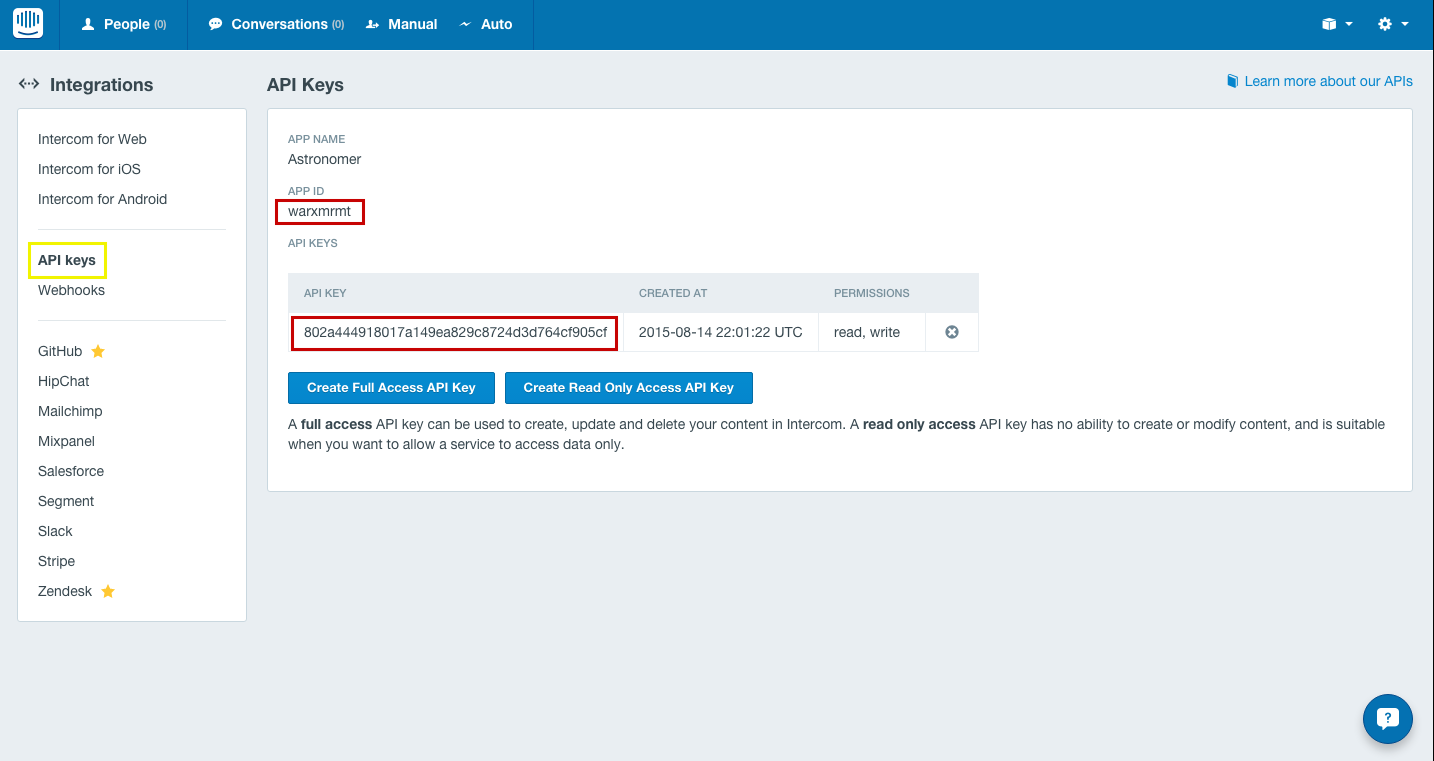 People (0)
Conversations (0)
Manual
Auto
Integrations
API Keys
Learn more about our APIs
Intercom for Web
Intercom for iOS
Intercom for Android
API keys
Webhooks
GitHub
HipChat
Mailchimp
Mixpanel
Salesforce
Segment
Slack
Stripe
Zendesk
APP NAME
Astronomer
APP ID
warxmrmt
API KEYS
API KEY CREATED AT PERMISSIONS
802a444918017a149ea829c8724d3d764cf905cf 2015-08-14 22:01:22 UTC read, write
Create Full Access API Key Create Read Only Access API Key
A full access API key can be used to create, update and delete your content in Intercom. A read only access API key has no ability to create or modify content, and is suitable
when you want to allow a service to access data only.